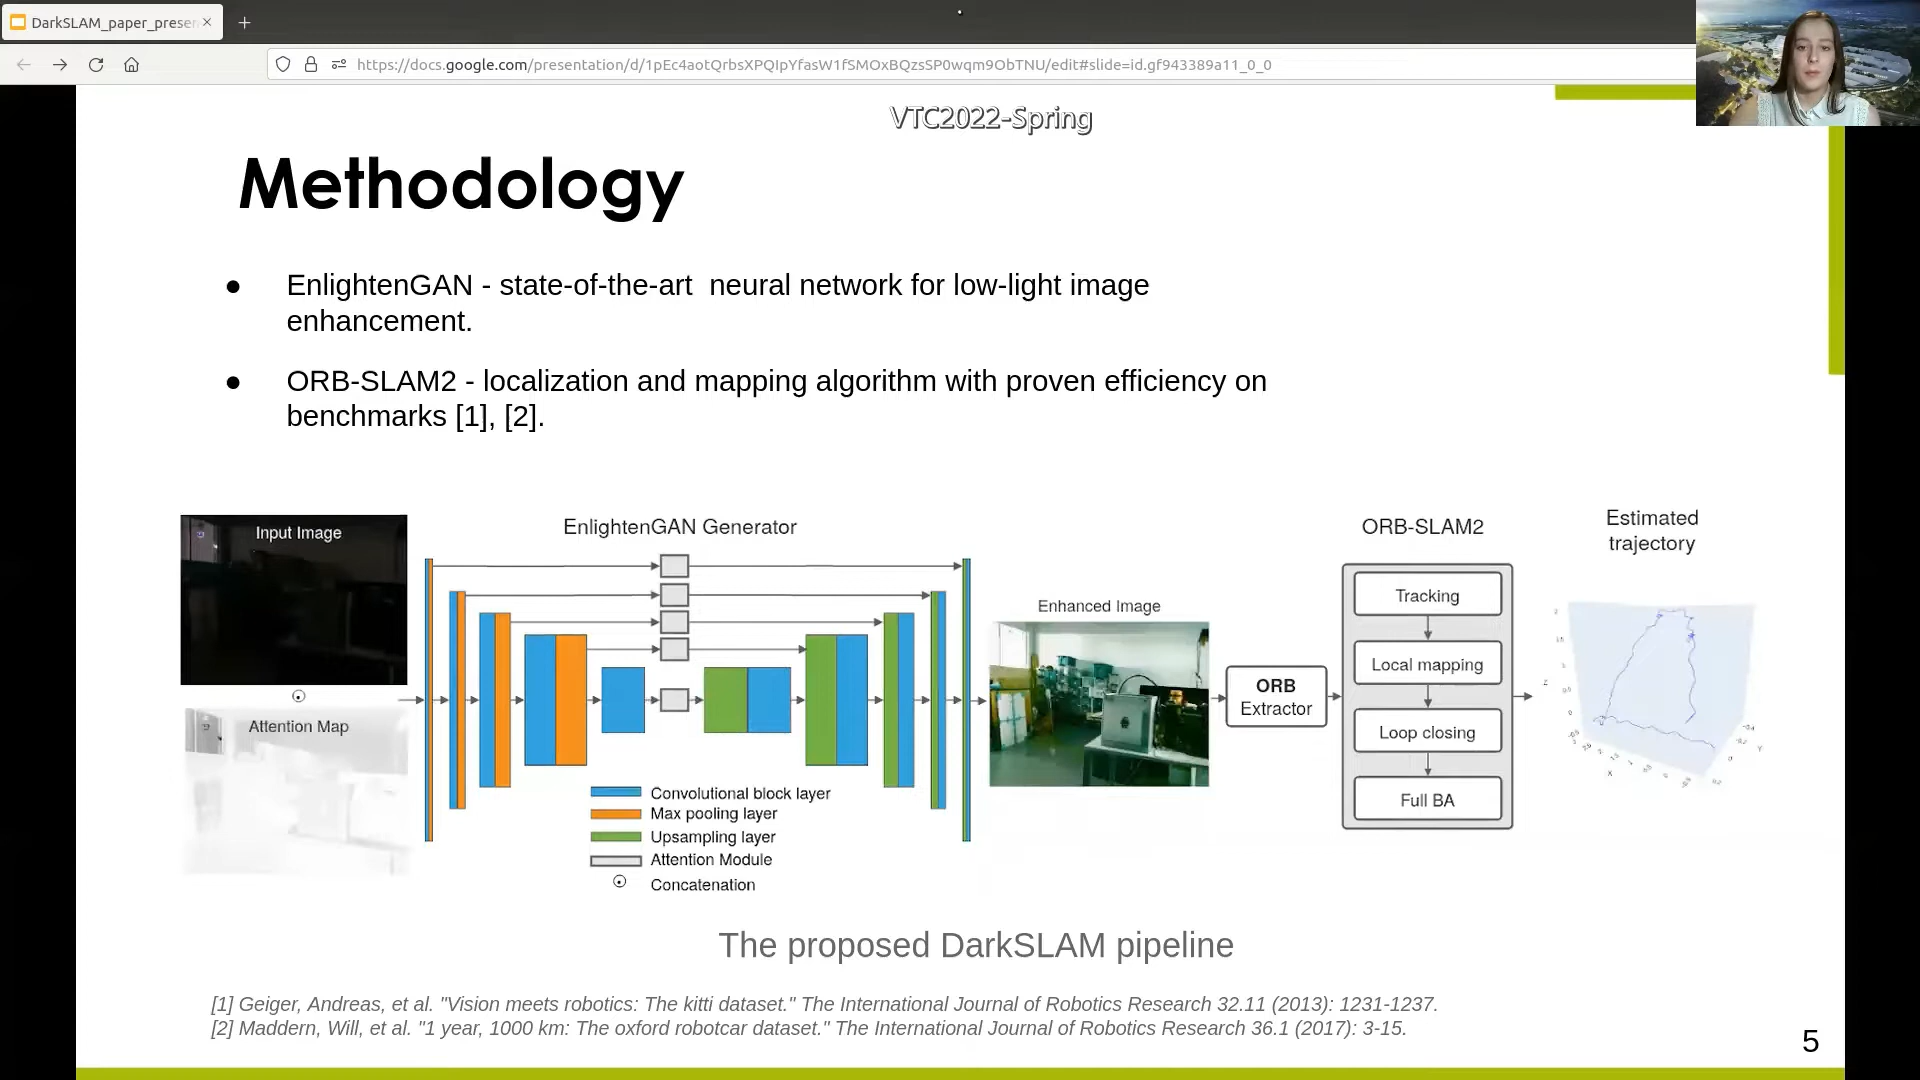 DarkSLAM_paper_presen
https://docs.google.com/presentation/d/1pEc4aotQrbsXPQIpYfasW1fSMOxBQzsSP0wqm9ObTNU/edit#slide=id.gf943389a11_0_0
VTC2022-Spring
Methodology
● EnlightenGAN - state-of-the-art neural network for low-light image
enhancement.
● ORB-SLAM2 - localization and mapping algorithm with proven efficiency on
benchmarks [1], [2].
Input Image
Attention Map
EnlightenGAN Generator
Convolutional block layer
Max pooling layer
Upsampling layer
Attention Module
Concatenation
Enhanced Image
ORB
Extractor
ORB-SLAM2
Tracking
Local mapping
Loop closing
Full BA
Estimated
trajectory
Z
X
Y
The proposed DarkSLAM pipeline
[1] Geiger, Andreas, et al. "Vision meets robotics: The kitti dataset." The International Journal of Robotics Research 32.11 (2013): 1231-1237.
[2] Maddern, Will, et al. "1 year, 1000 km: The oxford robotcar dataset." The International Journal of Robotics Research 36.1 (2017): 3-15.
5